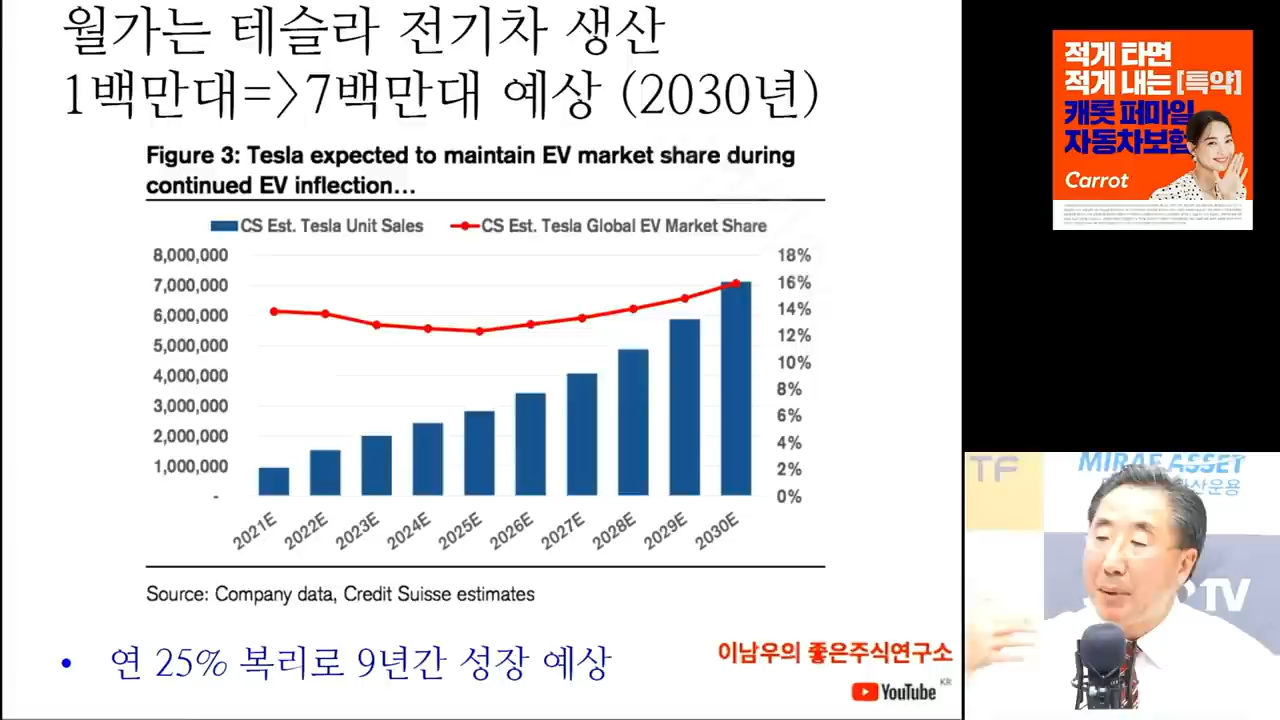 월가는 테슬라 전기차 생산
1백만대=>7백만대 예상 (2030년)
Figure 3: Tesla expected to maintain EV market share during
continued EV inflection...
CS Est. Tesla Unit Sales CS Est. Tesla Global EV Market Share
8,000,000 18%
7,000,000 16%
6,000,000 14%
5,000,000 12%
4,000,000 10%
3,000,000 8%
2,000,000 6%
1,000,000 4%
- 2%
0%
2021E 2022E 2023E 2024E 2025E 2026E 2027E 2028E 2029E 2030E
Source: Company data, Credit Suisse estimates
• 연 25% 복리로 9년간 성장 예상
이남우의 좋은주식연구소
YouTube KR
적게 타면
적게 내는 [특약]
캐롯 퍼마일
자동차보험
Carrot
TF
MIRAE ASSET
산운용
TV